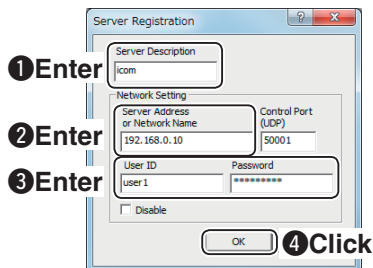 Server Registration
Server Description
❶Enter
icom
Network Setting
Server Address
or Network Name
Control Port
(UDP)
❷Enter
192.168.0.10
50001
User ID
Password
❸Enter
user1
*********
Disable
OK
❹Click